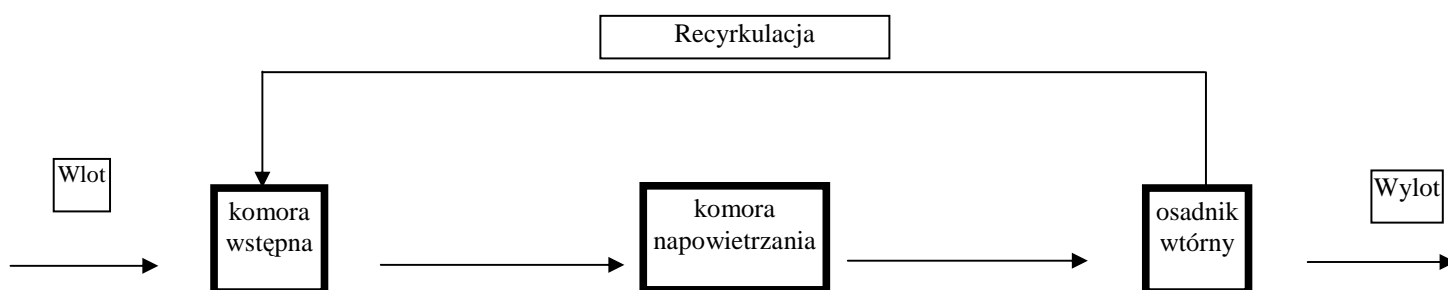 Recyrkulacja
Wlot
komora
wstępna
komora
napowietrzania
osadnik
wtórny
Wylot